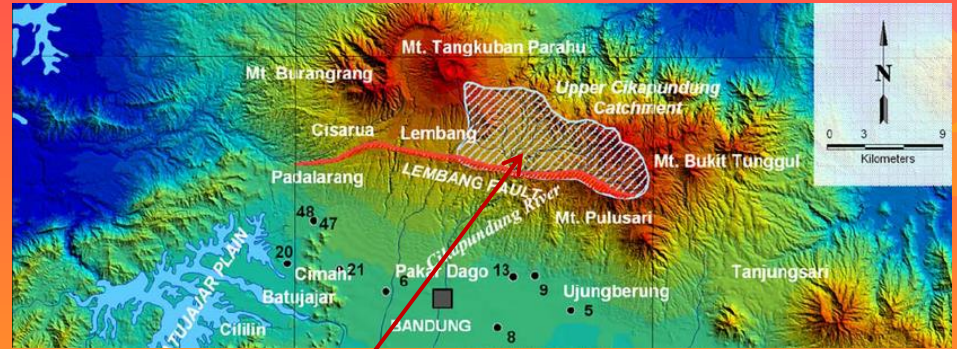 Mt. Tangkuban Parahu
Mt. Burangrang
Upper Cikapundung
Catchment
N
0 3 9
Kilometers
Cisarua
Lembang
Mt. Bukit Tunggul
Padalarang
LEMBANG FAULT
Cikapundung River
Mt. Pulusari
48
47
20
Cimahi
21
6
Pakar Dago
13
9
Ujungberung
Tanjungsari
Batujajar
5
BANDUNG
8
Cililin
ATUJAJAR PLAIN